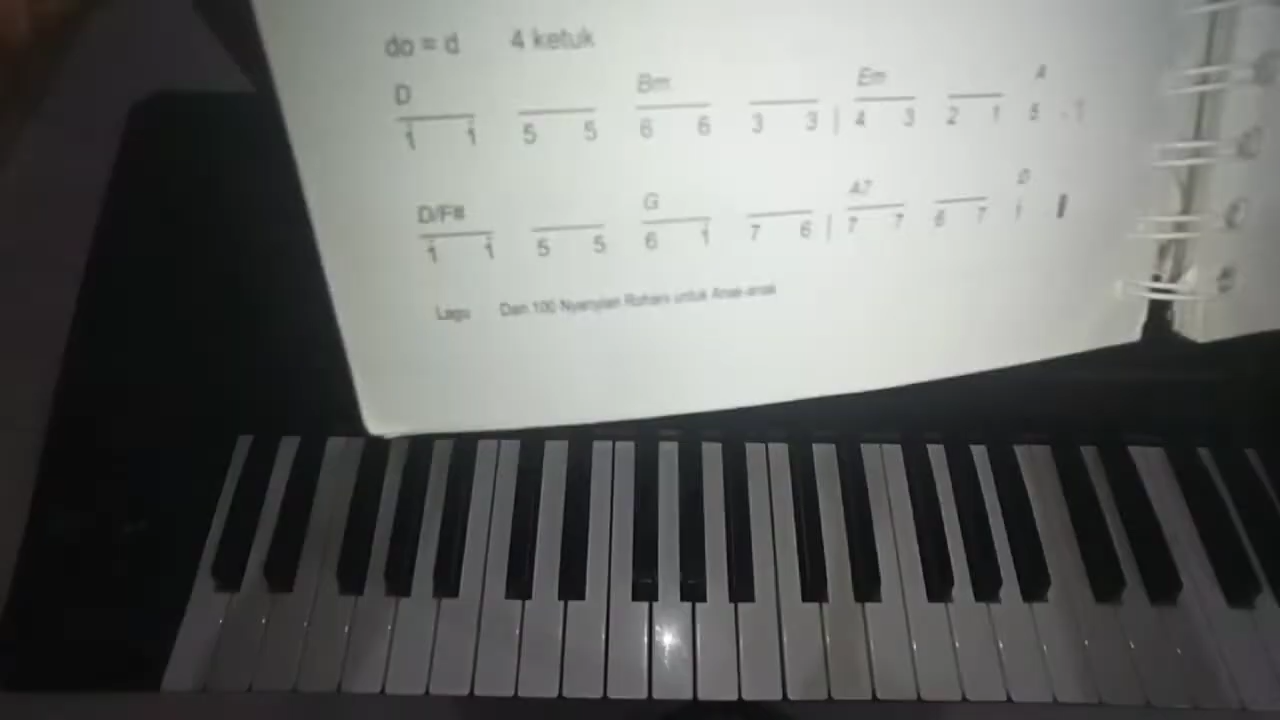 do = d 4 ketuk
D Bm Em A
1̇ 1̇ 5 5 6 6 3 3 | 4 3 2 1 5 .
D/F# G A7 D
1̇ 1̇ 5 5 6 1̇ 7 6 | 7 7 6 7 1̇
Lagu Dari 100 Nyanyian Rohani untuk Anak-anak